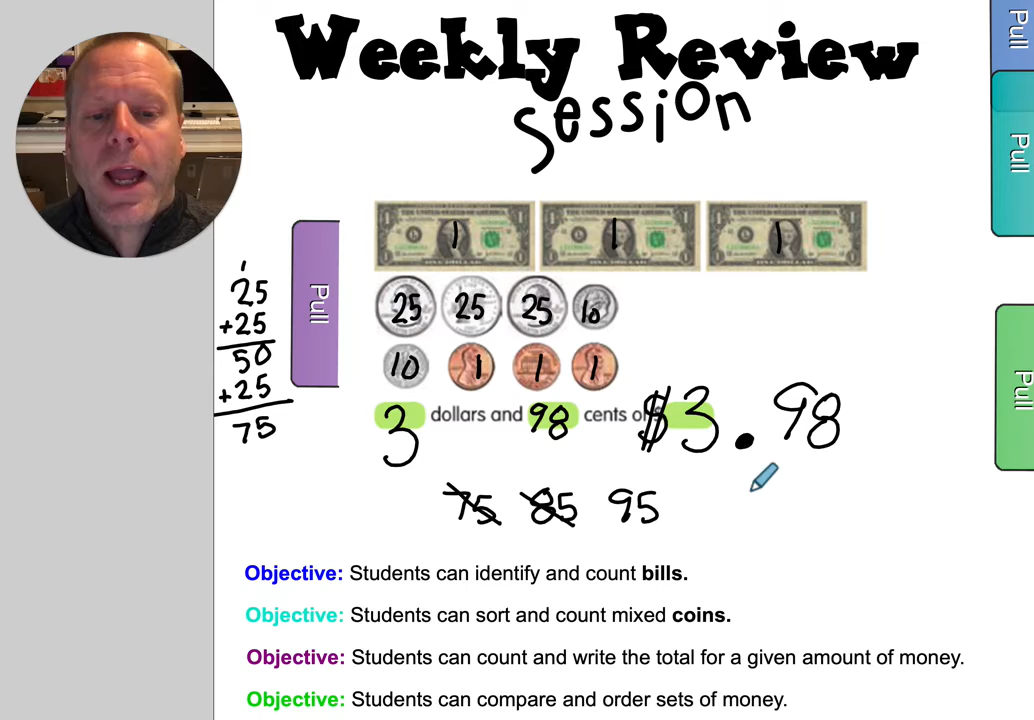 Weekly Review
Session
Pull
Pull
1 1 1
25 25 25 10
10 1 1 1
Pull
1
25
+25
50
+25
75
3 dollars and 98 cents or $3.98
75 85 95
Pull
Objective: Students can identify and count bills.
Objective: Students can sort and count mixed coins.
Objective: Students can count and write the total for a given amount of money.
Objective: Students can compare and order sets of money.